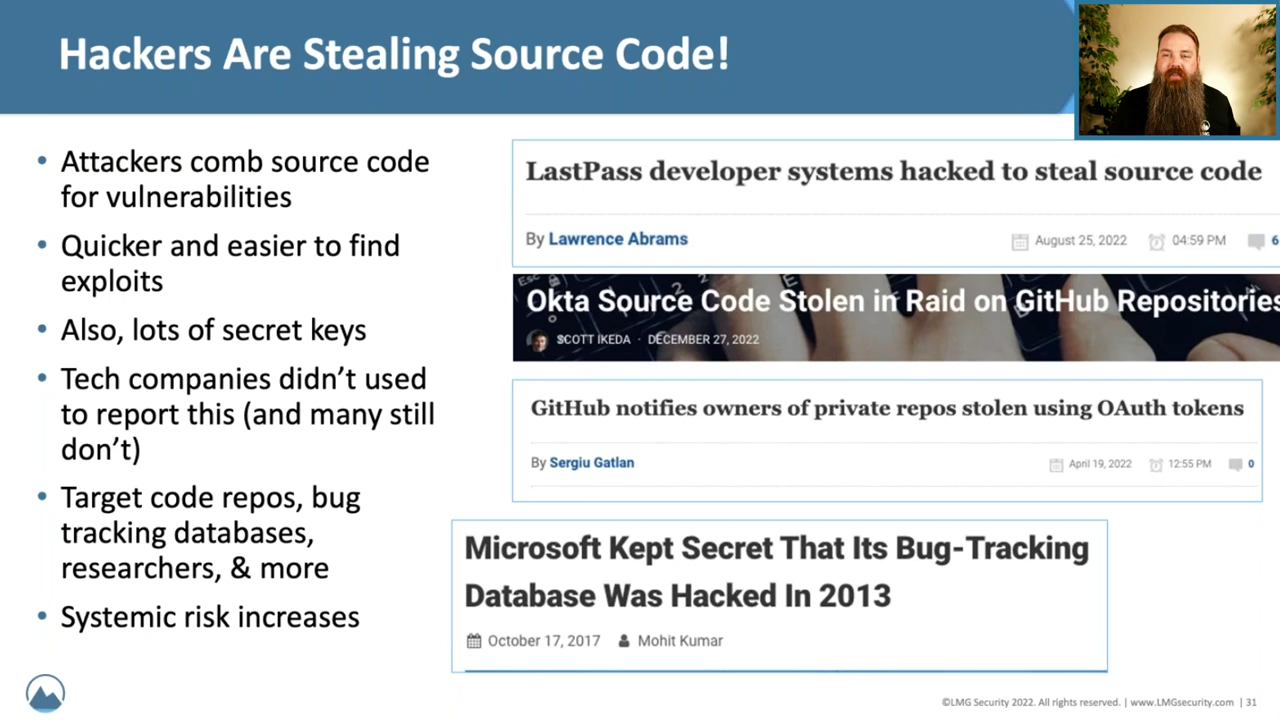 Hackers Are Stealing Source Code!
• Attackers comb source code
for vulnerabilities
• Quicker and easier to find
exploits
• Also, lots of secret keys
• Tech companies didn’t used
to report this (and many still
don’t)
• Target code repos, bug
tracking databases,
researchers, & more
• Systemic risk increases
LastPass developer systems hacked to steal source code
By Lawrence Abrams
August 25, 2022 04:59 PM 6
Okta Source Code Stolen in Raid on GitHub Repositories
SCOTT IKEDA · DECEMBER 27, 2022
GitHub notifies owners of private repos stolen using OAuth tokens
By Sergiu Gatlan
April 19, 2022 12:55 PM 0
Microsoft Kept Secret That Its Bug-Tracking
Database Was Hacked In 2013
October 17, 2017 Mohit Kumar
©LMG Security 2022. All rights reserved. | www.LMGsecurity.com | 31